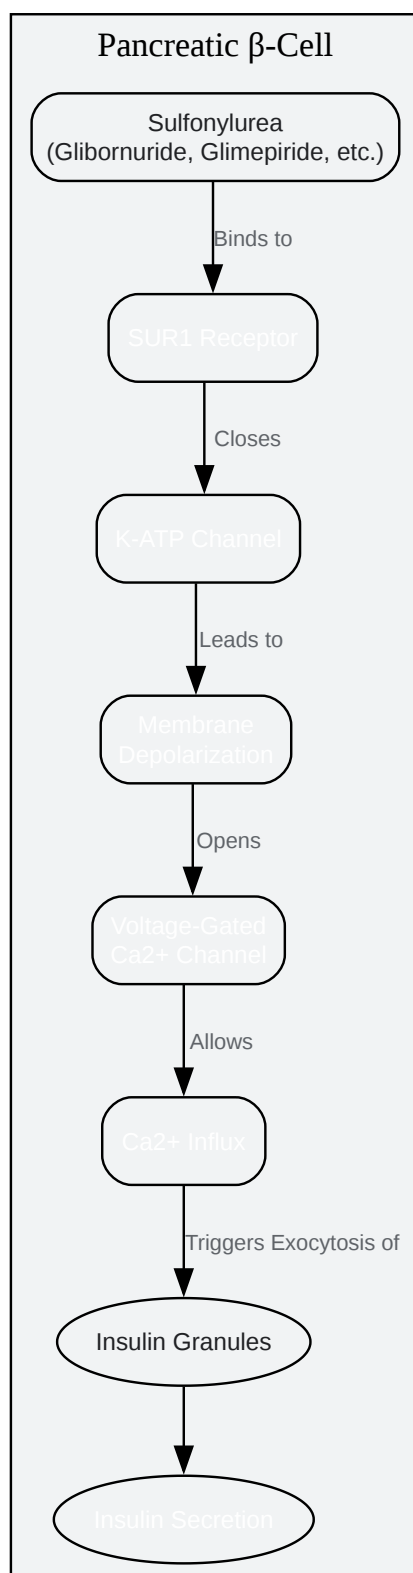 Pancreatic β-Cell
Sulfonylurea
(Glibornuride, Glimepiride, etc.)
Binds to
SUR1 Receptor
Closes
K-ATP Channel
Leads to
Membrane
Depolarization
Opens
Voltage-Gated
Ca2+ Channel
Allows
Ca2+ Influx
Triggers Exocytosis of
Insulin Granules
Insulin Secretion